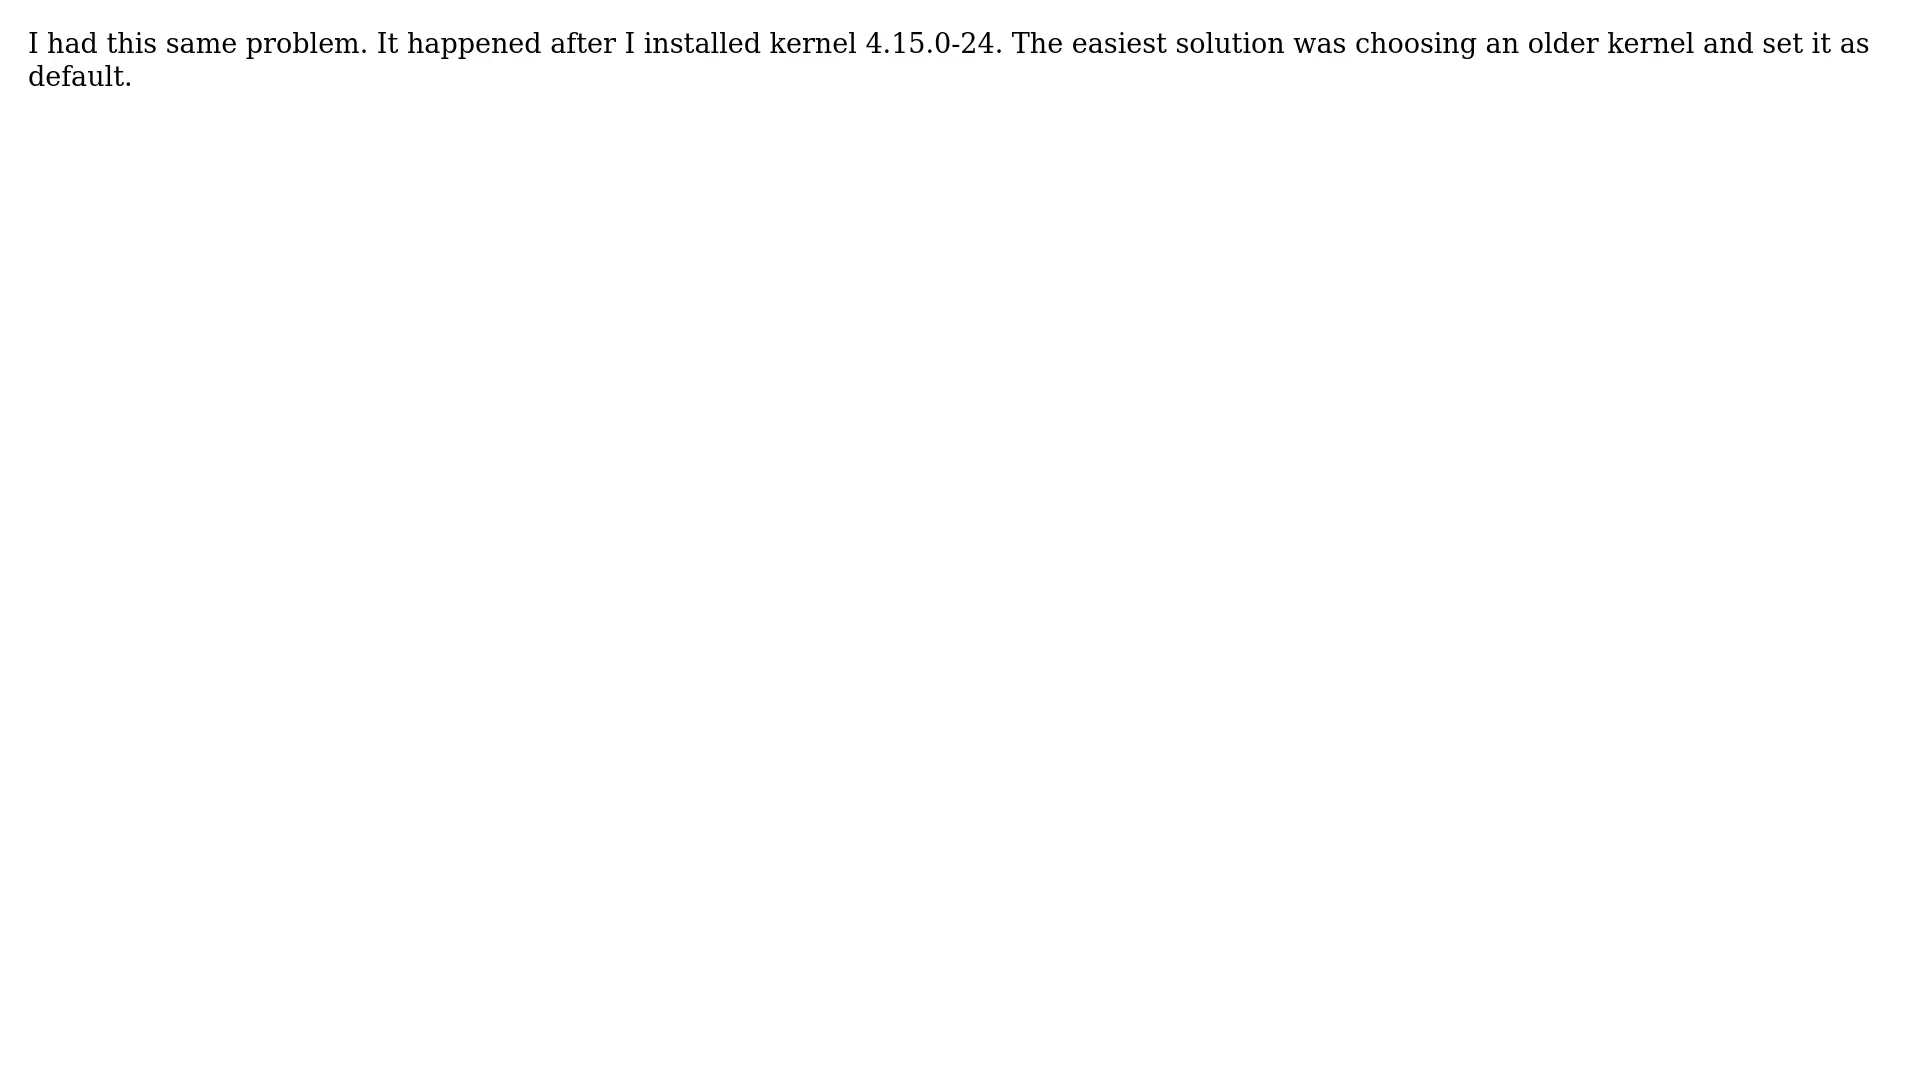 I had this same problem. It happened after I installed kernel 4.15.0-24. The easiest solution was choosing an older kernel and set it as
default.